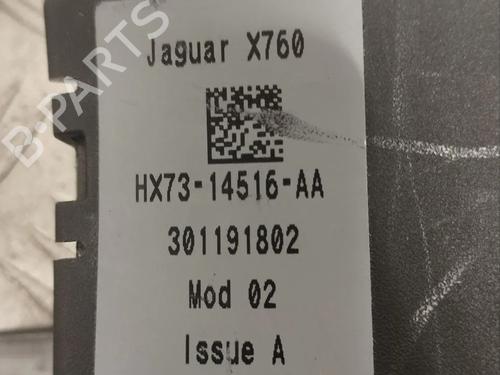 B-PARTS
Jaguar X760
HX73-14516-AA
301191802
Mod 02
Issue A